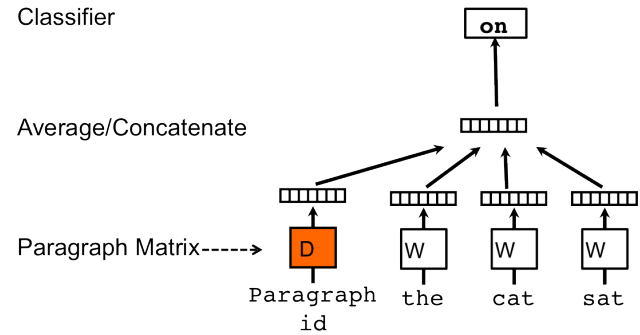 Classifier
on
Average/Concatenate
Paragraph Matrix
D
W
W
W
Paragraph
id
the
cat
sat